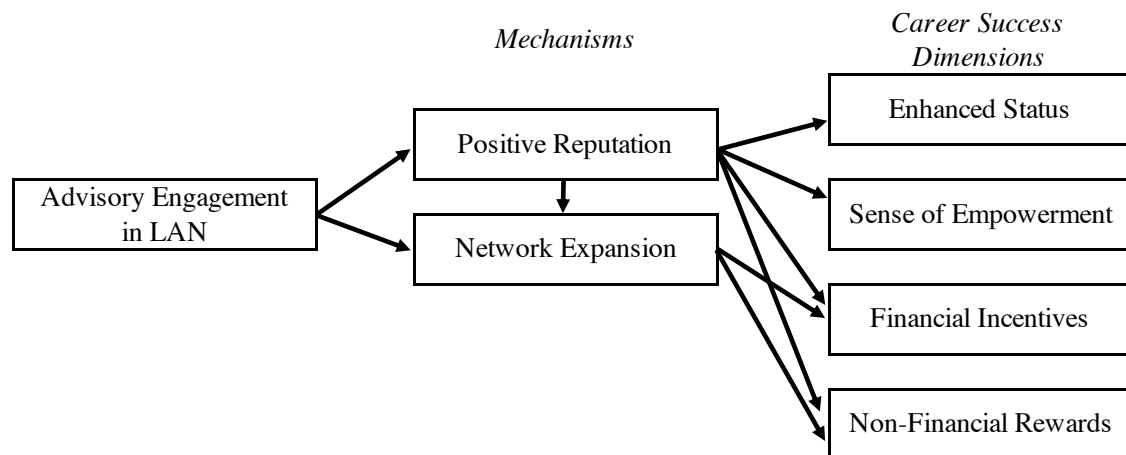 Mechanisms
Career Success
Dimensions
Enhanced Status
Positive Reputation
Advisory Engagement
in LAN
Sense of Empowerment
Network Expansion
Financial Incentives
Non-Financial Rewards